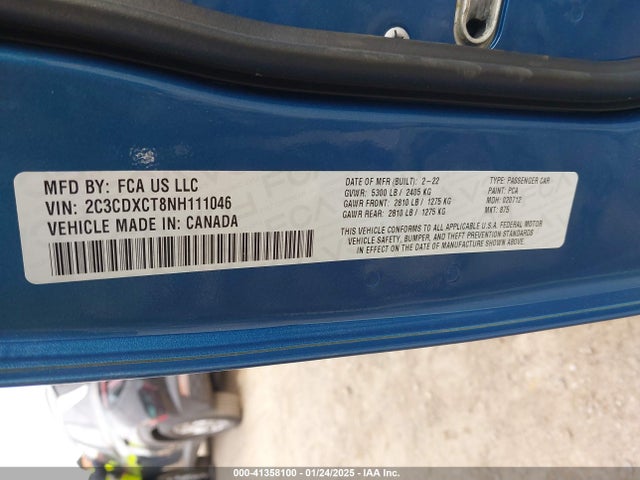 MFD BY: FCA US LLC
VIN: 2C3CDXCT8NH111046
VEHICLE MADE IN: CANADA
DATE OF MFR (BUILT): 2-22
GVWR: 5300 LB / 2405 KG
GAWR FRONT: 2810 LB / 1275 KG
GAWR REAR: 2810 LB / 1275 KG
TYPE: PASSENGER CAR
PAINT: PCA
MDH: 020712
MKT: 875
THIS VEHICLE CONFORMS TO ALL APPLICABLE U.S.A. FEDERAL MOTOR
VEHICLE SAFETY, BUMPER, AND THEFT PREVENTION STANDARDS
IN EFFECT ON THE DATE OF MANUFACTURE SHOWN ABOVE.
000-41358100 - 01/24/2025 - IAA Inc.